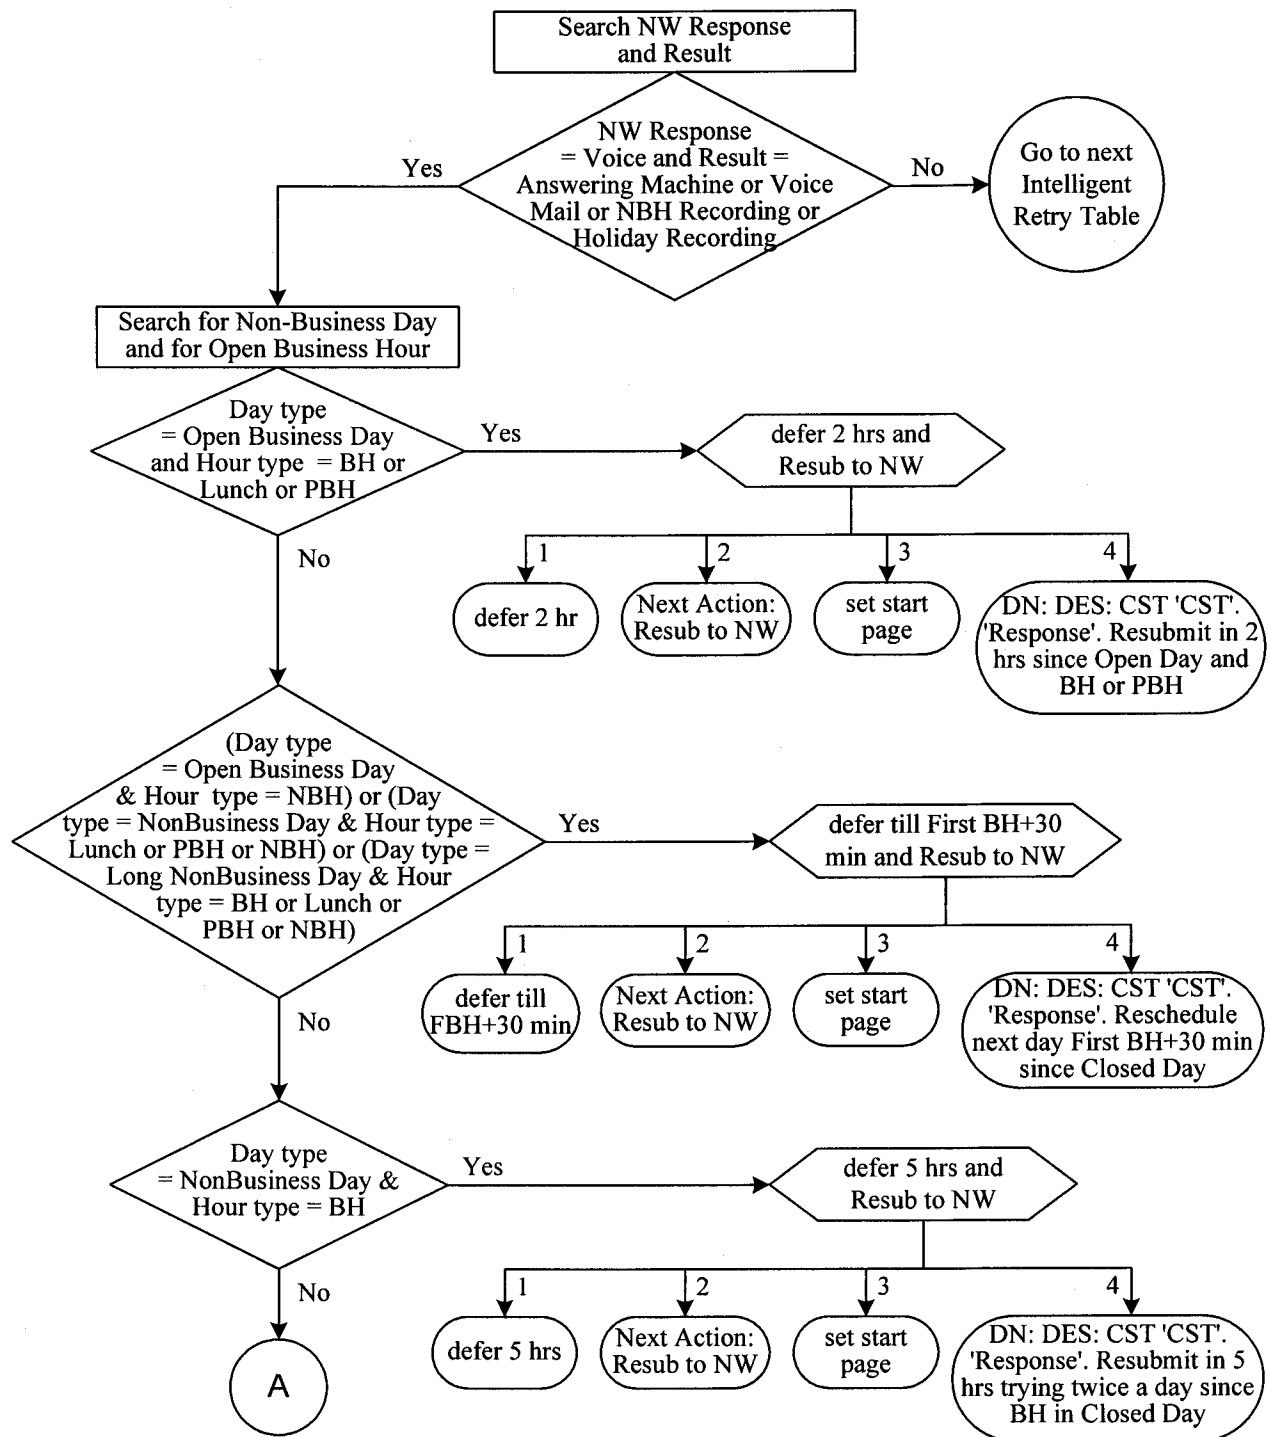 Search NW Response
and Result
NW Response
= Voice and Result =
Answering Machine or Voice
Mail or NBH Recording or
Holiday Recording
Yes
No
Go to next
Intelligent
Retry Table
Search for Non-Business Day
and for Open Business Hour
Day type
= Open Business Day
and Hour type = BH or
Lunch or PBH
Yes
defer 2 hrs and
Resub to NW
No
1
2
3
4
defer 2 hr
Next Action:
Resub to NW
set start
page
DN: DES: CST 'CST'.
'Response'. Resubmit in 2
hrs since Open Day and
BH or PBH
(Day type
= Open Business Day
& Hour type = NBH) or (Day
type = NonBusiness Day & Hour type =
Lunch or PBH or NBH) or (Day type =
Long NonBusiness Day & Hour
type = BH or Lunch or
PBH or NBH)
Yes
defer till First BH+30
min and Resub to NW
No
1
2
3
4
defer till
FBH+30 min
Next Action:
Resub to NW
set start
page
DN: DES: CST 'CST'.
'Response'. Reschedule
next day First BH+30 min
since Closed Day
Day type
= NonBusiness Day &
Hour type = BH
Yes
defer 5 hrs and
Resub to NW
No
1
2
3
4
defer 5 hrs
Next Action:
Resub to NW
set start
page
DN: DES: CST 'CST'.
'Response'. Resubmit in 5
hrs trying twice a day since
BH in Closed Day
A